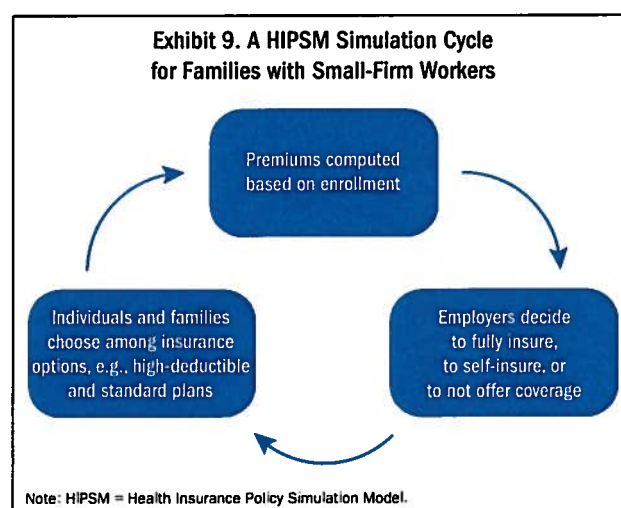 Exhibit 9. A HIPSM Simulation Cycle
for Families with Small-Firm Workers
Premiums computed
based on enrollment
Individuals and families
choose among insurance
options, e.g., high-deductible
and standard plans
Employers decide
to fully insure,
to self-insure, or
to not offer coverage
Note: HIPSM = Health Insurance Policy Simulation Model.